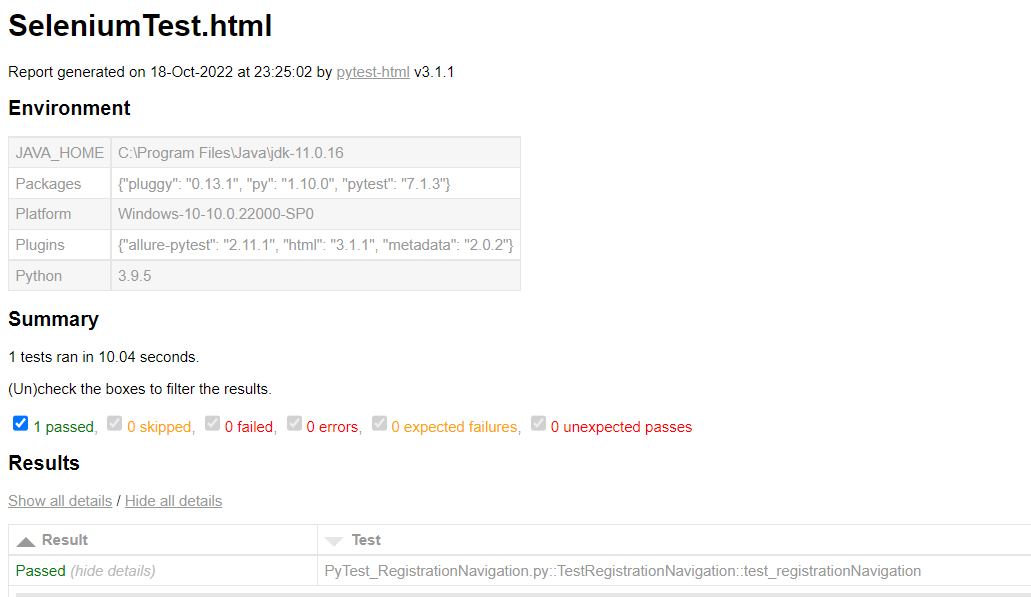 SeleniumTest.html
Report generated on 18-Oct-2022 at 23:25:02 by pytest-html v3.1.1
Environment
JAVA_HOME C:\Program Files\Java\jdk-11.0.16
Packages {"pluggy": "0.13.1", "py": "1.10.0", "pytest": "7.1.3"}
Platform Windows-10-10.0.22000-SP0
Plugins {"allure-pytest": "2.11.1", "html": "3.1.1", "metadata": "2.0.2"}
Python 3.9.5
Summary
1 tests ran in 10.04 seconds.
(Un)check the boxes to filter the results.
1 passed, 0 skipped, 0 failed, 0 errors, 0 expected failures, 0 unexpected passes
Results
Show all details / Hide all details
Result Test
Passed (hide details) PyTest_RegistrationNavigation.py::TestRegistrationNavigation::test_registrationNavigation